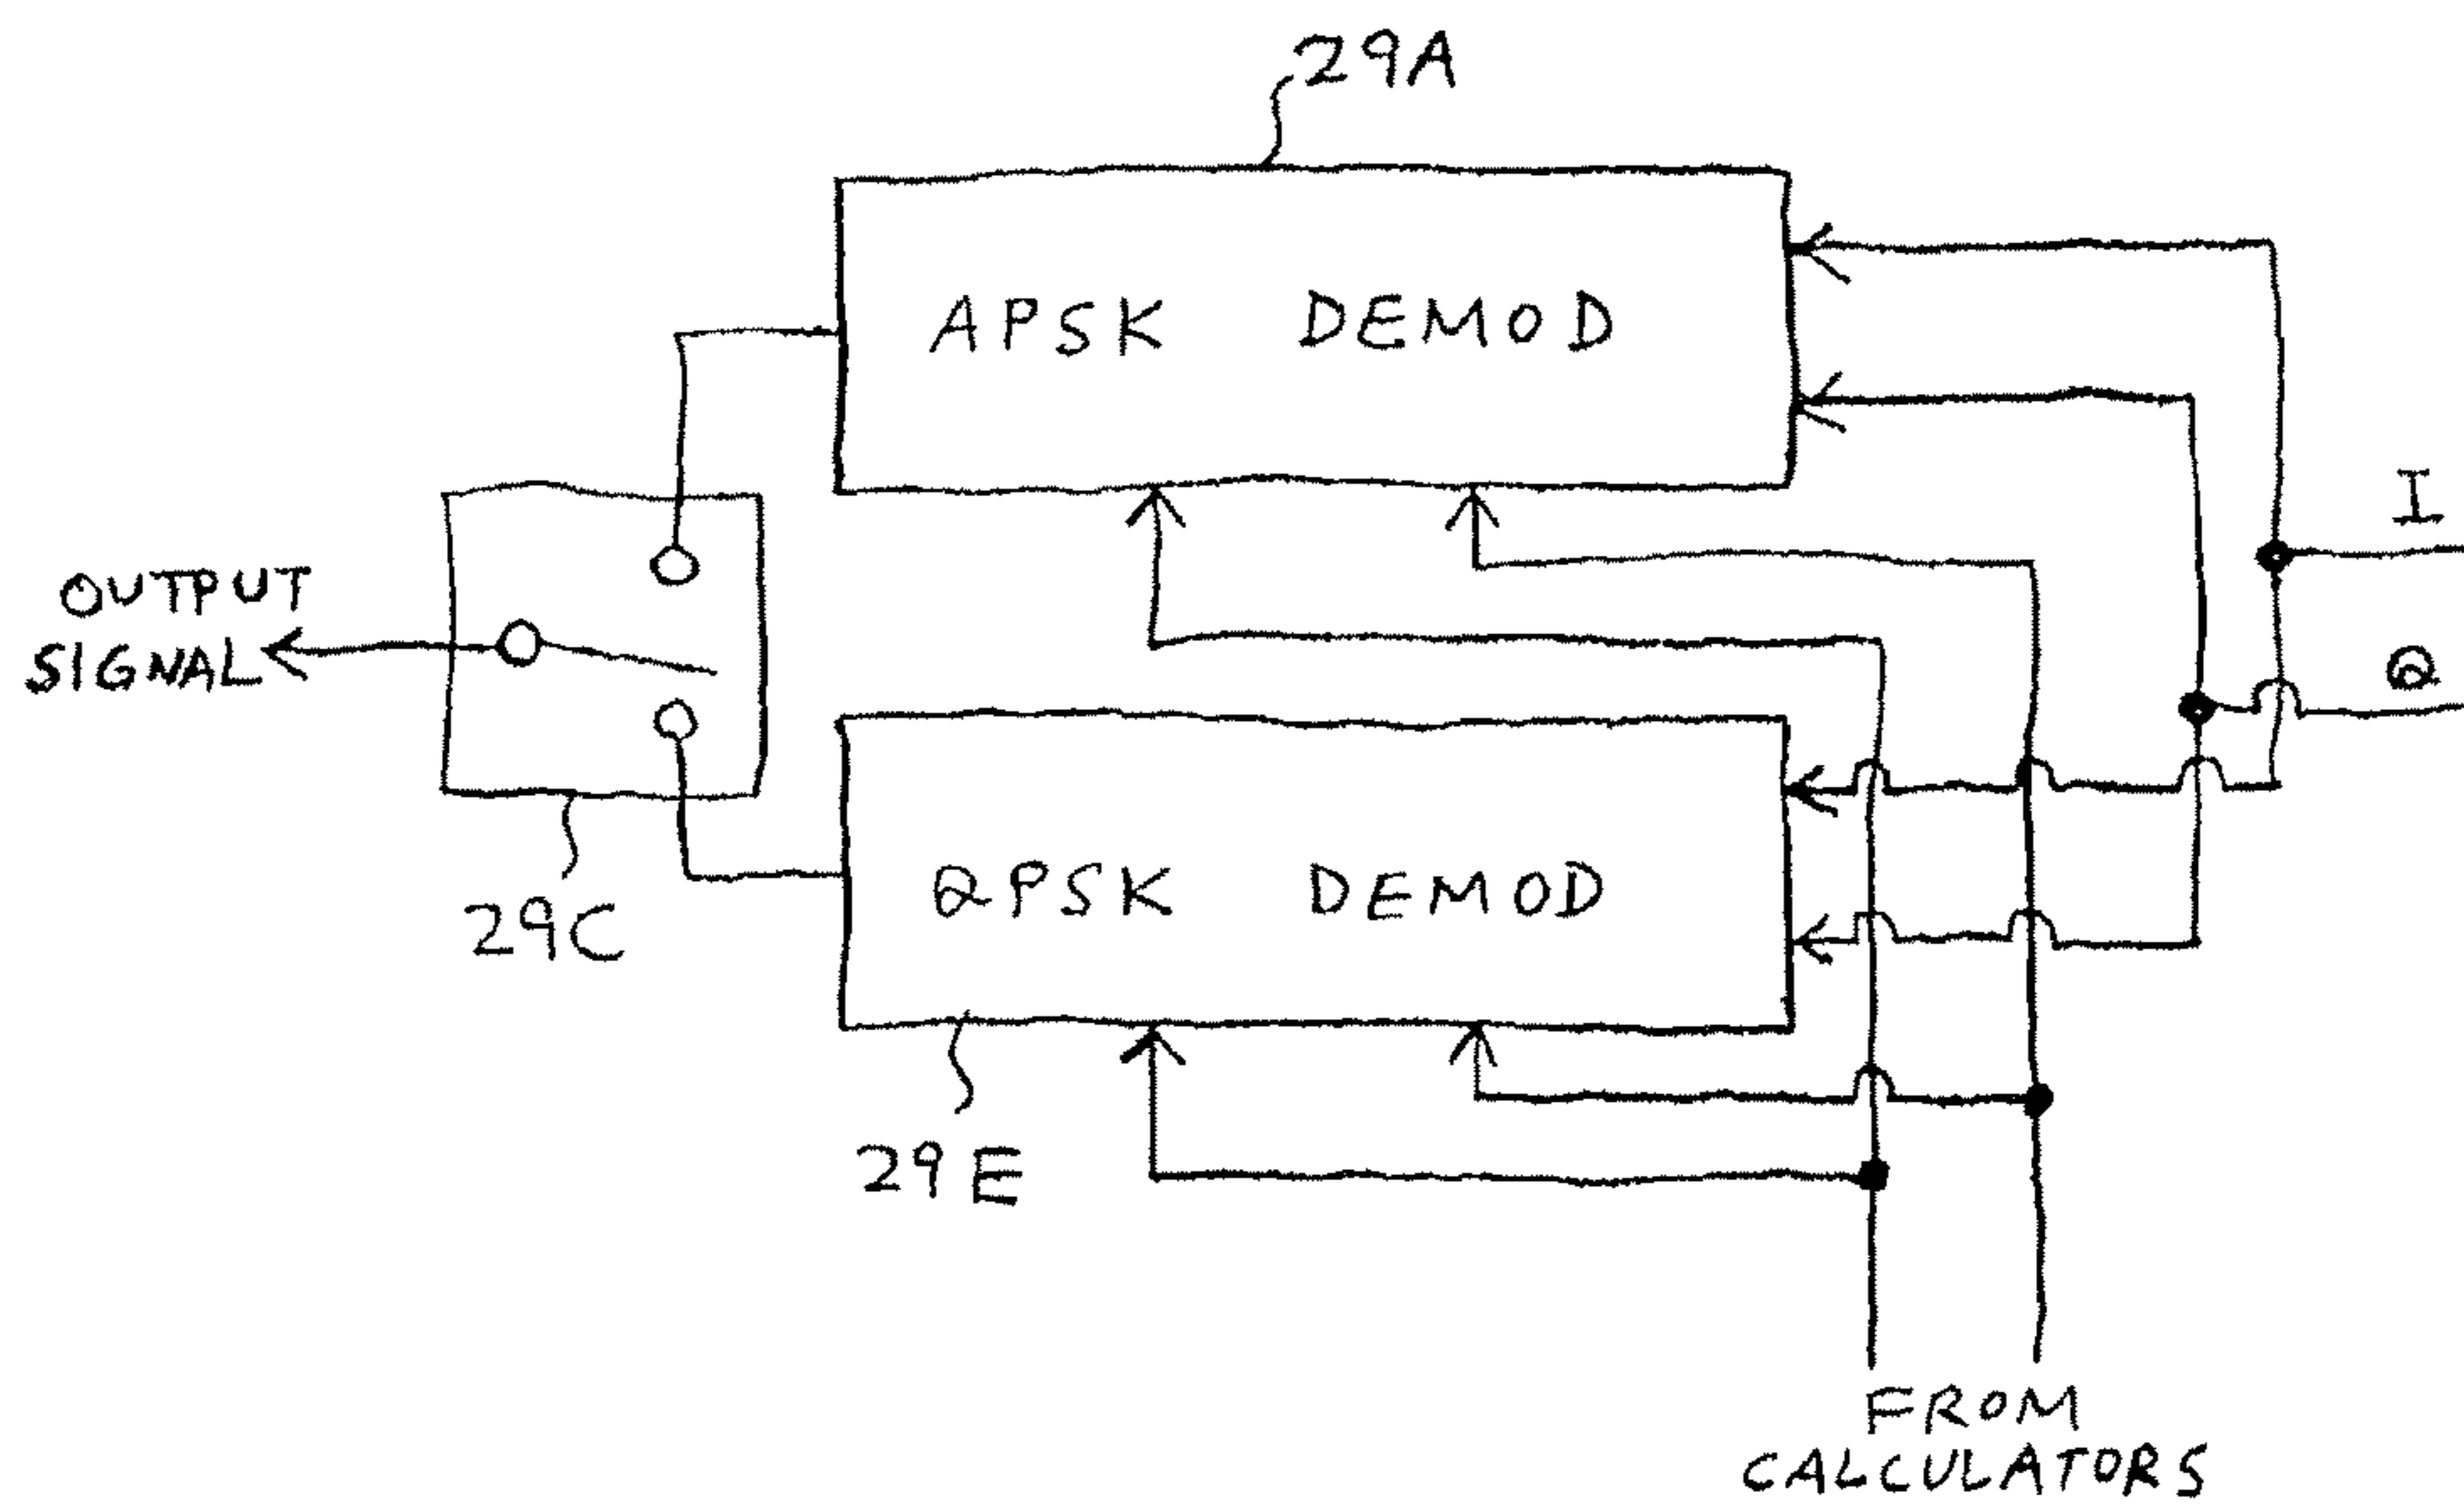 29A
APSK DEMOD
I
OUTPUT
SIGNAL
Q
QPSK DEMOD
29C
29E
FROM
CALCULATORS